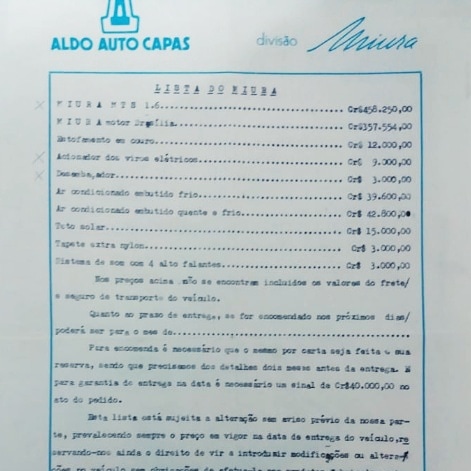 ALDO AUTO CAPAS
divisão Miura
LISTA DO MIURA
MIURA MTS 1.6 Cr$458.250,00
MIURA motor Brasilia Cr$357.554,00
Estofamento em couro Cr$ 12.000,00
Acionador dos virus elétricos Cr$ 9.000,00
Desembaçador Cr$ 3.000,00
Ar condicionado embutido frio Cr$ 39.600,00
Ar condicionado embutido quente e frio Cr$ 42.800,00
Teto solar Cr$ 15.000,00
Tapete extra nylon Cr$ 3.000,00
Sistema de som com 4 alto falantes Cr$ 3.000,00
Nos preços acima não se encontram incluidos os valores do frete/
e seguro de transporte do veículo.
Quanto ao prazo de entrega, se for encomendado nos próximos dias/
poderá ser para o mes do
Para encomenda é necessário que o mesmo por carta seja feita a sua
reserva, sendo que precisamos dos detalhes dois meses antes da entrega. E
para garantia de entrega na data é necessário um sinal de Cr$40.000,00 no
ato do pedido.
Esta lista está sujeita a alteração sem aviso prévio da nossa par-
te, prevalecendo sempre o preço em vigor na data de entrega do veículo, re
servando-nos ainda o direito de vir a introduzir modificações ou altera-
ções no veículo sem